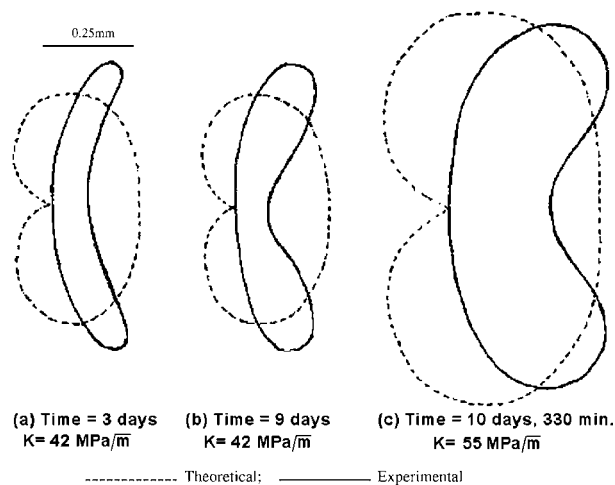 0.25mm
(a) Time = 3 days
K= 42 MPa/m̅
(b) Time = 9 days
K= 42 MPa/m̅
(c) Time = 10 days, 330 min.
K= 55 MPa/m̅
Theoretical;
Experimental